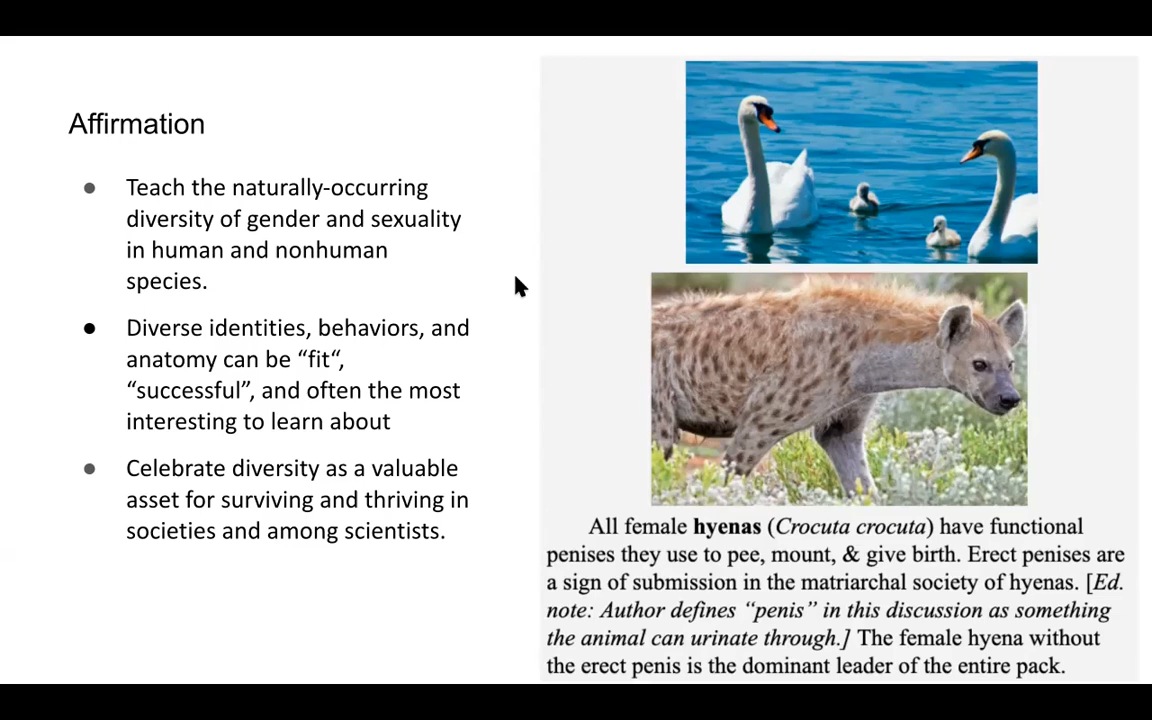 Affirmation
● Teach the naturally-occurring
diversity of gender and sexuality
in human and nonhuman
species.
● Diverse identities, behaviors, and
anatomy can be “fit“,
“successful”, and often the most
interesting to learn about
● Celebrate diversity as a valuable
asset for surviving and thriving in
societies and among scientists.
All female hyenas (Crocuta crocuta) have functional
penises they use to pee, mount, & give birth. Erect penises are
a sign of submission in the matriarchal society of hyenas. [Ed.
note: Author defines “penis” in this discussion as something
the animal can urinate through.] The female hyena without
the erect penis is the dominant leader of the entire pack.